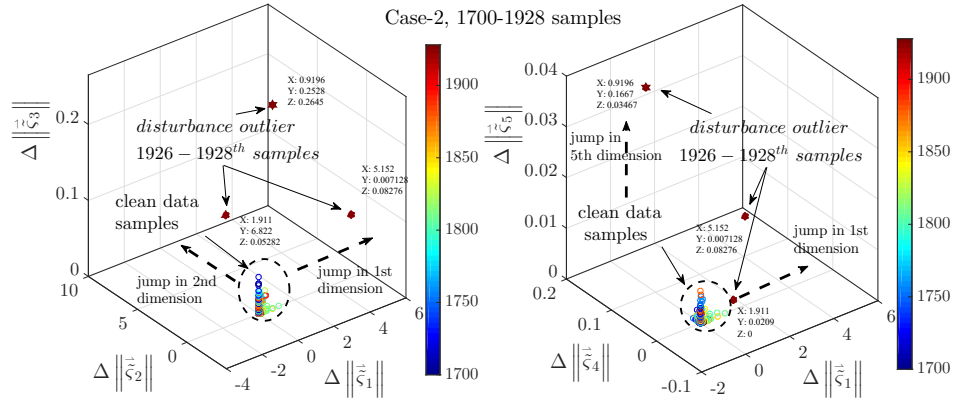 Case-2, 1700-1928 samples
Δ ‖ζ̃⃗₃‖
0.2
0.1
0
10
5
0
Δ ‖ζ̃⃗₂‖
-4
-2
0
2
4
6
Δ ‖ζ̃⃗₁‖
X: 0.9196
Y: 0.2528
Z: 0.2645
disturbance outlier
1926 − 1928ᵗʰ samples
X: 5.152
Y: 0.007128
Z: 0.08276
clean data
samples
X: 1.911
Y: 6.822
Z: 0.05282
jump in 2nd
dimension
jump in 1st
dimension
1900
1850
1800
1750
1700
Δ ‖ζ̃⃗₅‖
0.04
0.03
0.02
0.01
0
0.2
0.1
0
-0.1
Δ ‖ζ̃⃗₄‖
-2
0
2
4
6
Δ ‖ζ̃⃗₁‖
X: 0.9196
Y: 0.1667
Z: 0.03467
disturbance outlier
1926 − 1928ᵗʰ samples
jump in
5th dimension
clean data
samples
X: 5.152
Y: 0.007128
Z: 0.08276
jump in 1st
dimension
X: 1.911
Y: 0.0209
Z: 0
1900
1850
1800
1750
1700